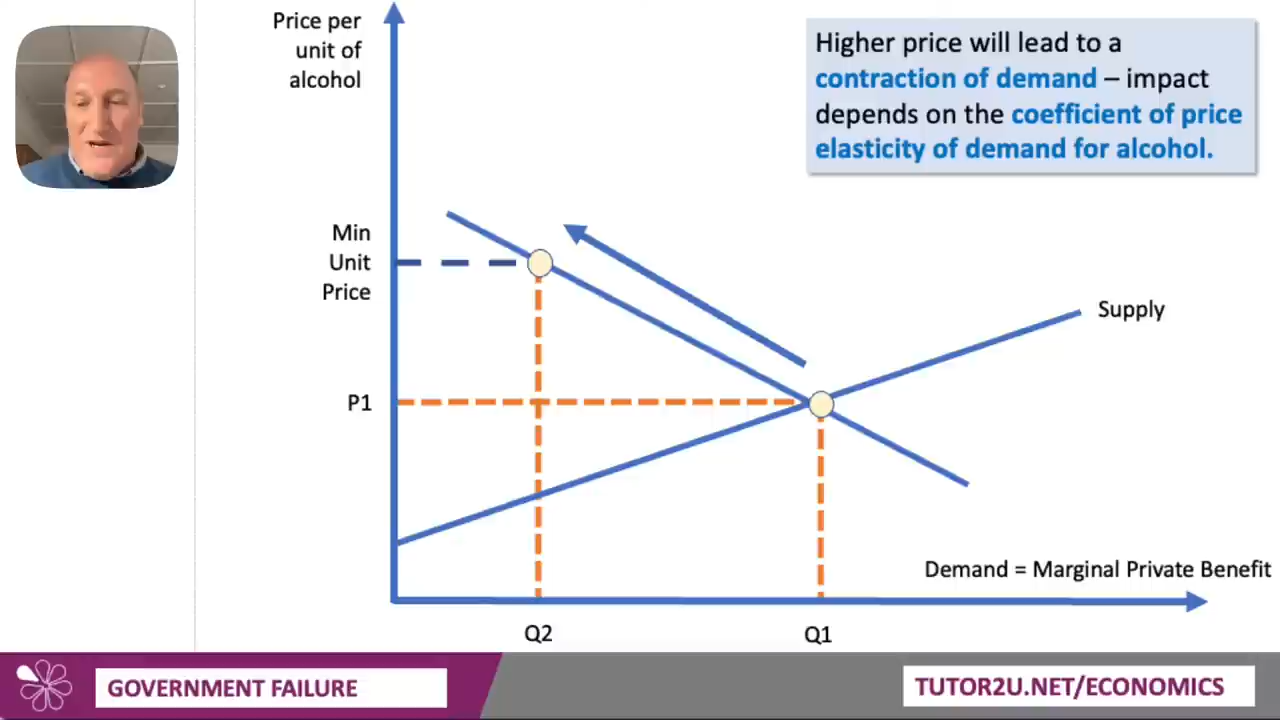 Price per
unit of
alcohol
Higher price will lead to a
contraction of demand – impact
depends on the coefficient of price
elasticity of demand for alcohol.
Min
Unit
Price
Supply
P1
Demand = Marginal Private Benefit
Q2
Q1
GOVERNMENT FAILURE
TUTOR2U.NET/ECONOMICS